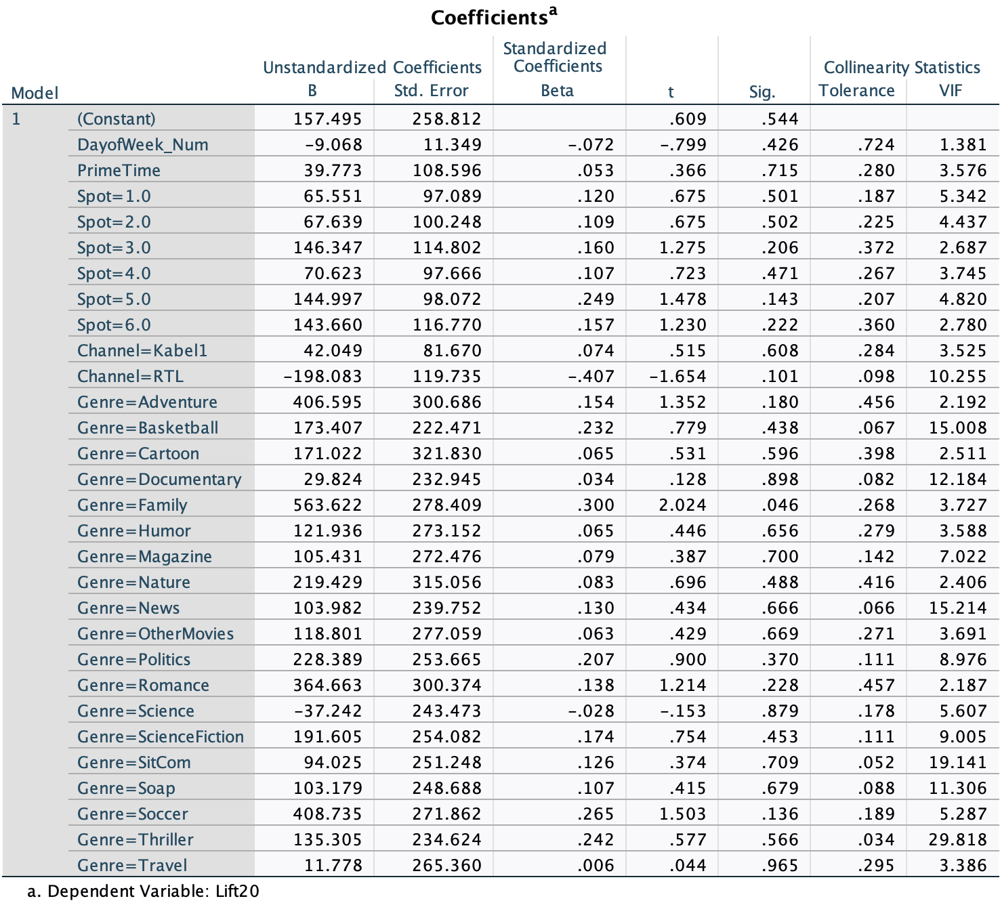 Coefficientsa
Unstandardized Coefficients Standardized Coefficients Collinearity Statistics
Model B Std. Error Beta t Sig. Tolerance VIF
1 (Constant) 157.495 258.812 .609 .544
DayofWeek_Num −9.068 11.349 −.072 −.799 .426 .724 1.381
PrimeTime 39.773 108.596 .053 .366 .715 .280 3.576
Spot=1.0 65.551 97.089 .120 .675 .501 .187 5.342
Spot=2.0 67.639 100.248 .109 .675 .502 .225 4.437
Spot=3.0 146.347 114.802 .160 1.275 .206 .372 2.687
Spot=4.0 70.623 97.666 .107 .723 .471 .267 3.745
Spot=5.0 144.997 98.072 .249 1.478 .143 .207 4.820
Spot=6.0 143.660 116.770 .157 1.230 .222 .360 2.780
Channel=Kabel1 42.049 81.670 .074 .515 .608 .284 3.525
Channel=RTL −198.083 119.735 −.407 −1.654 .101 .098 10.255
Genre=Adventure 406.595 300.686 .154 1.352 .180 .456 2.192
Genre=Basketball 173.407 222.471 .232 .779 .438 .067 15.008
Genre=Cartoon 171.022 321.830 .065 .531 .596 .398 2.511
Genre=Documentary 29.824 232.945 .034 .128 .898 .082 12.184
Genre=Family 563.622 278.409 .300 2.024 .046 .268 3.727
Genre=Humor 121.936 273.152 .065 .446 .656 .279 3.588
Genre=Magazine 105.431 272.476 .079 .387 .700 .142 7.022
Genre=Nature 219.429 315.056 .083 .696 .488 .416 2.406
Genre=News 103.982 239.752 .130 .434 .666 .066 15.214
Genre=OtherMovies 118.801 277.059 .063 .429 .669 .271 3.691
Genre=Politics 228.389 253.665 .207 .900 .370 .111 8.976
Genre=Romance 364.663 300.374 .138 1.214 .228 .457 2.187
Genre=Science −37.242 243.473 −.028 −.153 .879 .178 5.607
Genre=ScienceFiction 191.605 254.082 .174 .754 .453 .111 9.005
Genre=SitCom 94.025 251.248 .126 .374 .709 .052 19.141
Genre=Soap 103.179 248.688 .107 .415 .679 .088 11.306
Genre=Soccer 408.735 271.862 .265 1.503 .136 .189 5.287
Genre=Thriller 135.305 234.624 .242 .577 .566 .034 29.818
Genre=Travel 11.778 265.360 .006 .044 .965 .295 3.386
a. Dependent Variable: Lift20